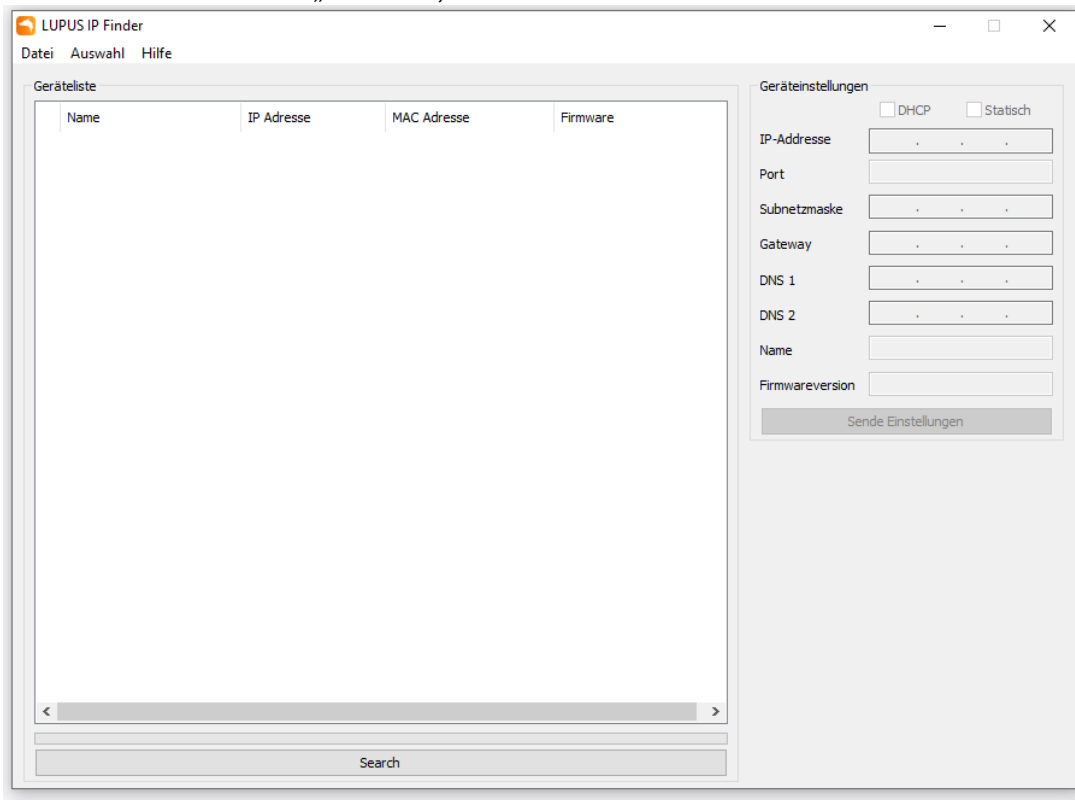 LUPUS IP Finder
Datei Auswahl Hilfe
Geräteliste
Name IP Adresse MAC Adresse Firmware
Search
Geräteinstellungen
DHCP Statisch
IP-Addresse . . .
Port
Subnetzmaske . . .
Gateway . . .
DNS 1 . . .
DNS 2 . . .
Name
Firmwareversion
Sende Einstellungen